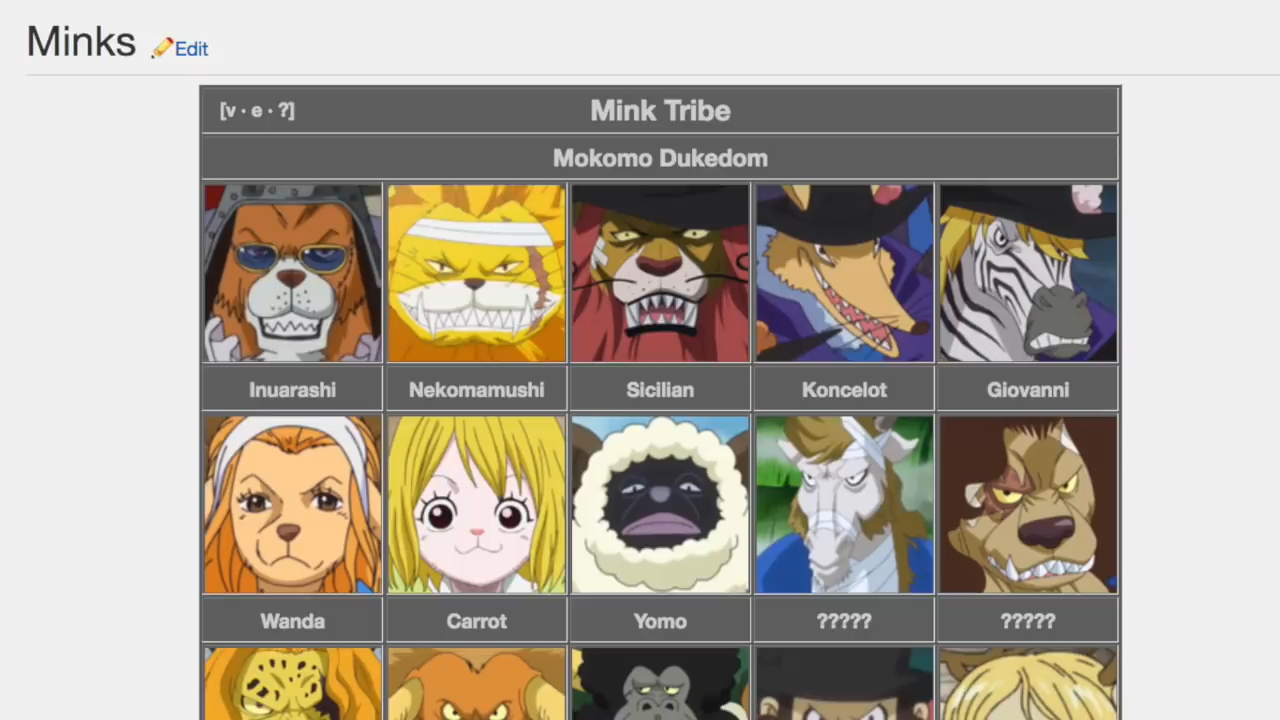 Minks Edit
[v · e · ?] Mink Tribe
Mokomo Dukedom
Inuarashi Nekomamushi Sicilian Koncelot Giovanni
Wanda Carrot Yomo ????? ?????